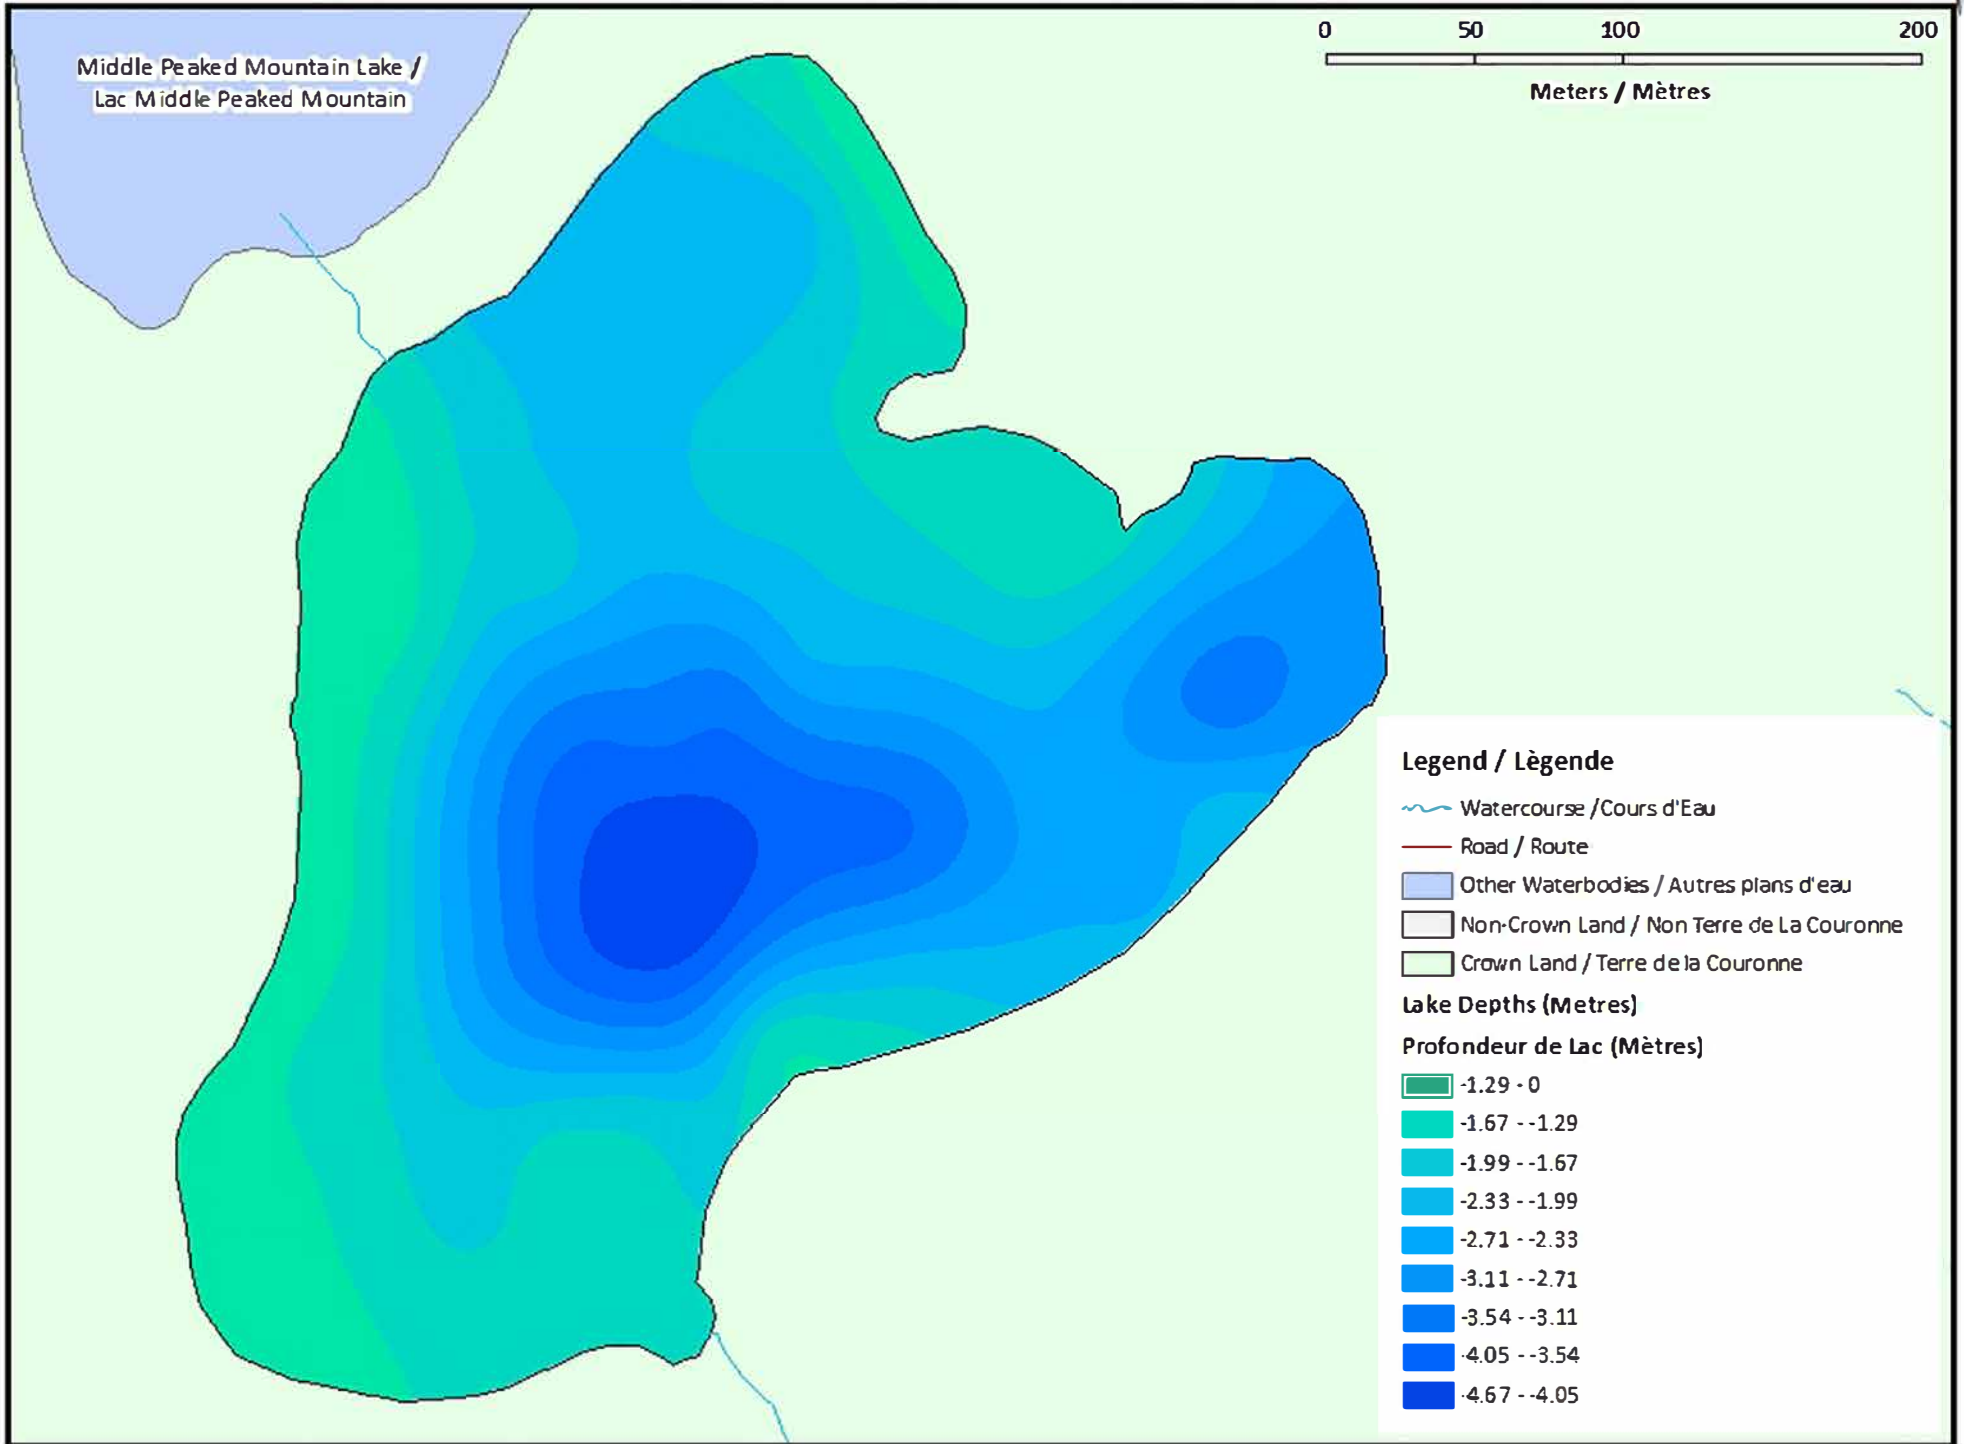 Middle Peaked Mountain Lake /
Lac Middle Peaked Mountain
0 50 100 200
Meters / Mètres
Legend / Lègende
Watercourse / Cours d'Eau
Road / Route
Other Waterbodies / Autres plans d'eau
Non-Crown Land / Non Terre de La Couronne
Crown Land / Terre de la Couronne
Lake Depths (Metres)
Profondeur de Lac (Mètres)
-1.29 - 0
-1.67 - -1.29
-1.99 - -1.67
-2.33 - -1.99
-2.71 - -2.33
-3.11 - -2.71
-3.54 - -3.11
-4.05 - -3.54
-4.67 - -4.05